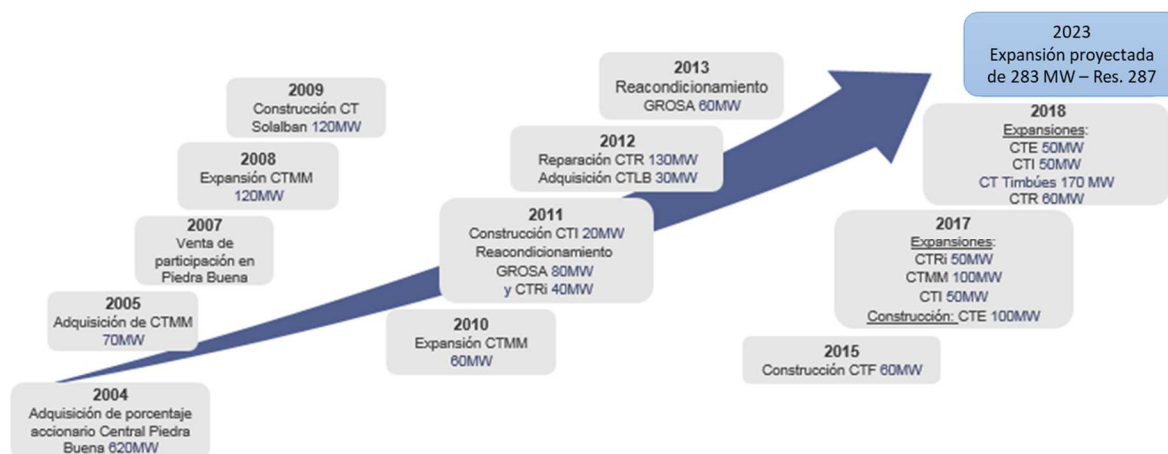 2004
Adquisición de porcentaje
accionario Central Piedra
Buena 620MW
2005
Adquisición de CTMM
70MW
2007
Venta de
participación en
Piedra Buena
2008
Expansión CTMM
120MW
2009
Construcción CT
Solalban 120MW
2010
Expansión CTMM
60MW
2011
Construcción CTI 20MW
Reacondicionamiento
GROSA 80MW
y CTRi 40MW
2012
Reparación CTR 130MW
Adquisición CTLB 30MW
2013
Reacondicionamiento
GROSA 60MW
2015
Construcción CTF 60MW
2017
Expansiones:
CTRi 50MW
CTMM 100MW
CTI 50MW
Construcción: CTE 100MW
2018
Expansiones:
CTE 50MW
CTI 50MW
CT Timbúes 170 MW
CTR 60MW
2023
Expansión proyectada
de 283 MW – Res. 287